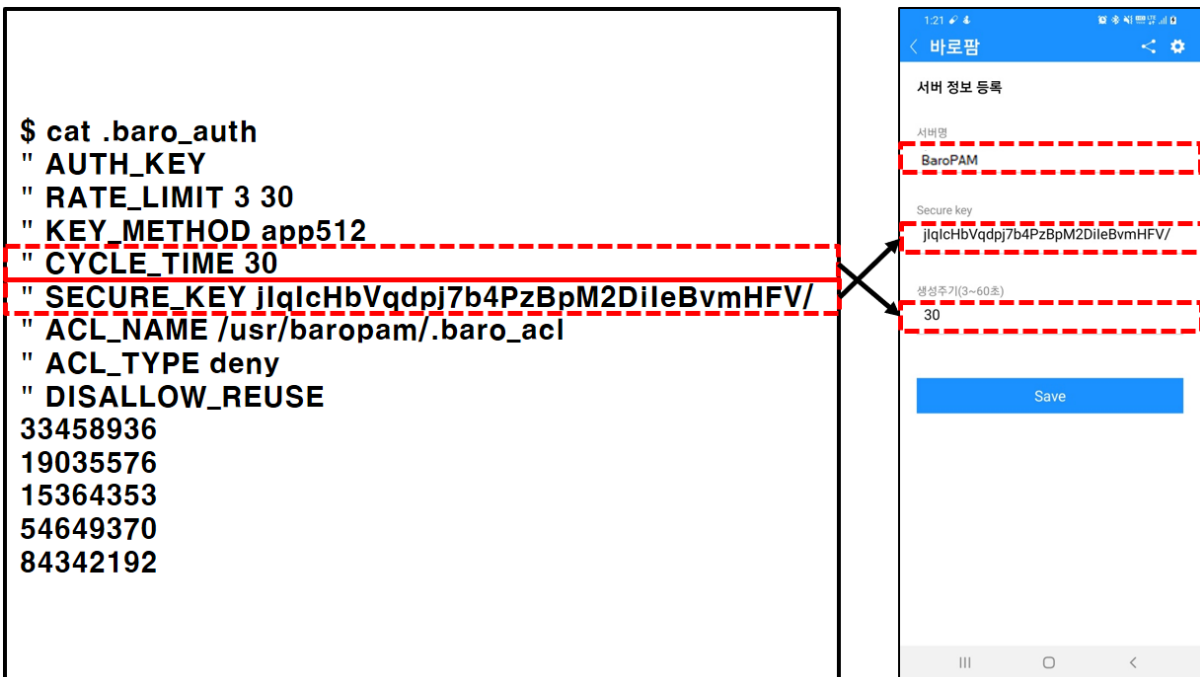 $ cat .baro_auth
" AUTH_KEY
" RATE_LIMIT 3 30
" KEY_METHOD app512
" CYCLE_TIME 30
" SECURE_KEY jIqIcHbVqdpj7b4PzBpM2DiIeBvmHFV/
" ACL_NAME /usr/baropam/.baro_acl
" ACL_TYPE deny
" DISALLOW_REUSE
33458936
19035576
15364353
54649370
84342192
1:21
바로팜
서버 정보 등록
서버명
BaroPAM
Secure key
jIqIcHbVqdpj7b4PzBpM2DiIeBvmHFV/
생성주기(3~60초)
30
Save